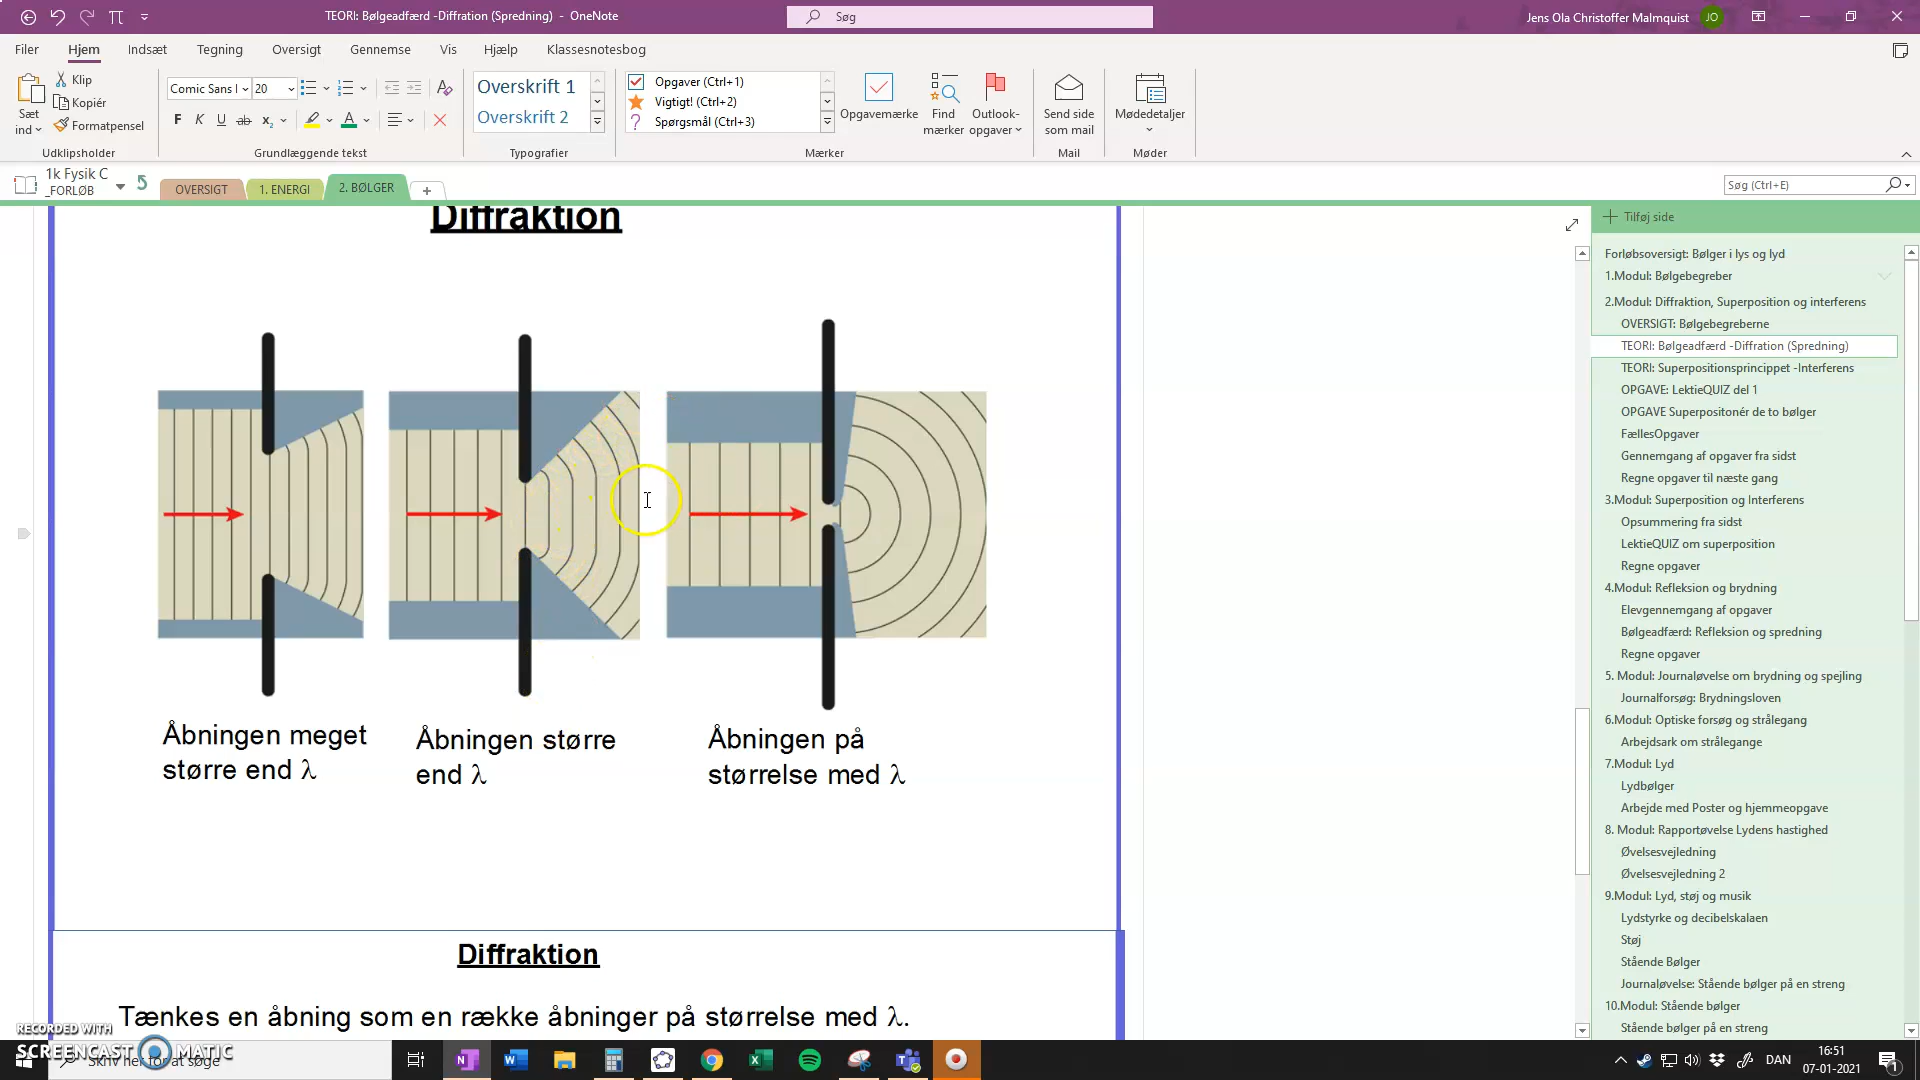 TEORI: Bølgeadfærd -Diffration (Spredning) - OneNote
Søg
Jens Ola Christoffer Malmquist
JO
Filer Hjem Indsæt Tegning Oversigt Gennemse Vis Hjælp Klassesnotesbog
Sæt ind
Klip
Kopiér
Formatpensel
Udklipsholder
Comic Sans I 20
F K U ab x₂ A
Grundlæggende tekst
Overskrift 1
Overskrift 2
Typografier
Opgaver (Ctrl+1)
Vigtigt! (Ctrl+2)
Spørgsmål (Ctrl+3)
Opgavemærke
Find mærker
Outlook-opgaver
Mærker
Send side som mail
Mail
Mødedetaljer
Møder
1k Fysik C
_FORLØB
OVERSIGT 1. ENERGI 2. BØLGER
Søg (Ctrl+E)
Diffraktion
Åbningen meget
større end λ
Åbningen større
end λ
Åbningen på
størrelse med λ
Diffraktion
Tænkes en åbning som en række åbninger på størrelse med λ.
Tilføj side
Forløbsoversigt: Bølger i lys og lyd
1.Modul: Bølgebegreber
2.Modul: Diffraktion, Superposition og interferens
OVERSIGT: Bølgebegreberne
TEORI: Bølgeadfærd -Diffration (Spredning)
TEORI: Superpositionsprincippet -Interferens
OPGAVE: LektieQUIZ del 1
OPGAVE Superpositonér de to bølger
FællesOpgaver
Gennemgang af opgaver fra sidst
Regne opgaver til næste gang
3.Modul: Superposition og Interferens
Opsummering fra sidst
LektieQUIZ om superposition
Regne opgaver
4.Modul: Refleksion og brydning
Elevgennemgang af opgaver
Bølgeadfærd: Refleksion og spredning
Regne opgaver
5. Modul: Journaløvelse om brydning og spejling
Journalforsøg: Brydningsloven
6.Modul: Optiske forsøg og strålegang
Arbejdsark om strålegange
7.Modul: Lyd
Lydbølger
Arbejde med Poster og hjemmeopgave
8. Modul: Rapportøvelse Lydens hastighed
Øvelsesvejledning
Øvelsesvejledning 2
9.Modul: Lyd, støj og musik
Lydstyrke og decibelskalaen
Støj
Stående Bølger
Journaløvelse: Stående bølger på en streng
10.Modul: Stående bølger
Stående bølger på en streng
RECORDED WITH
SCREENCAST MATIC
Skriv her for at søge
DAN
16:51
07-01-2021
1